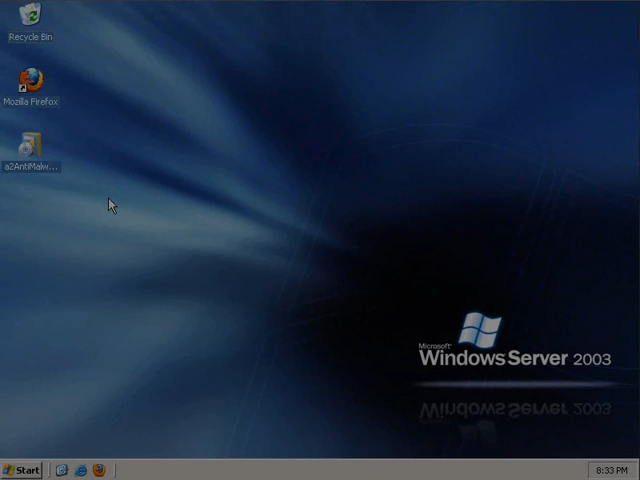 Recycle Bin
Mozilla Firefox
a2AntiMalw...
Microsoft
Windows Server 2003
Start
8:33 PM